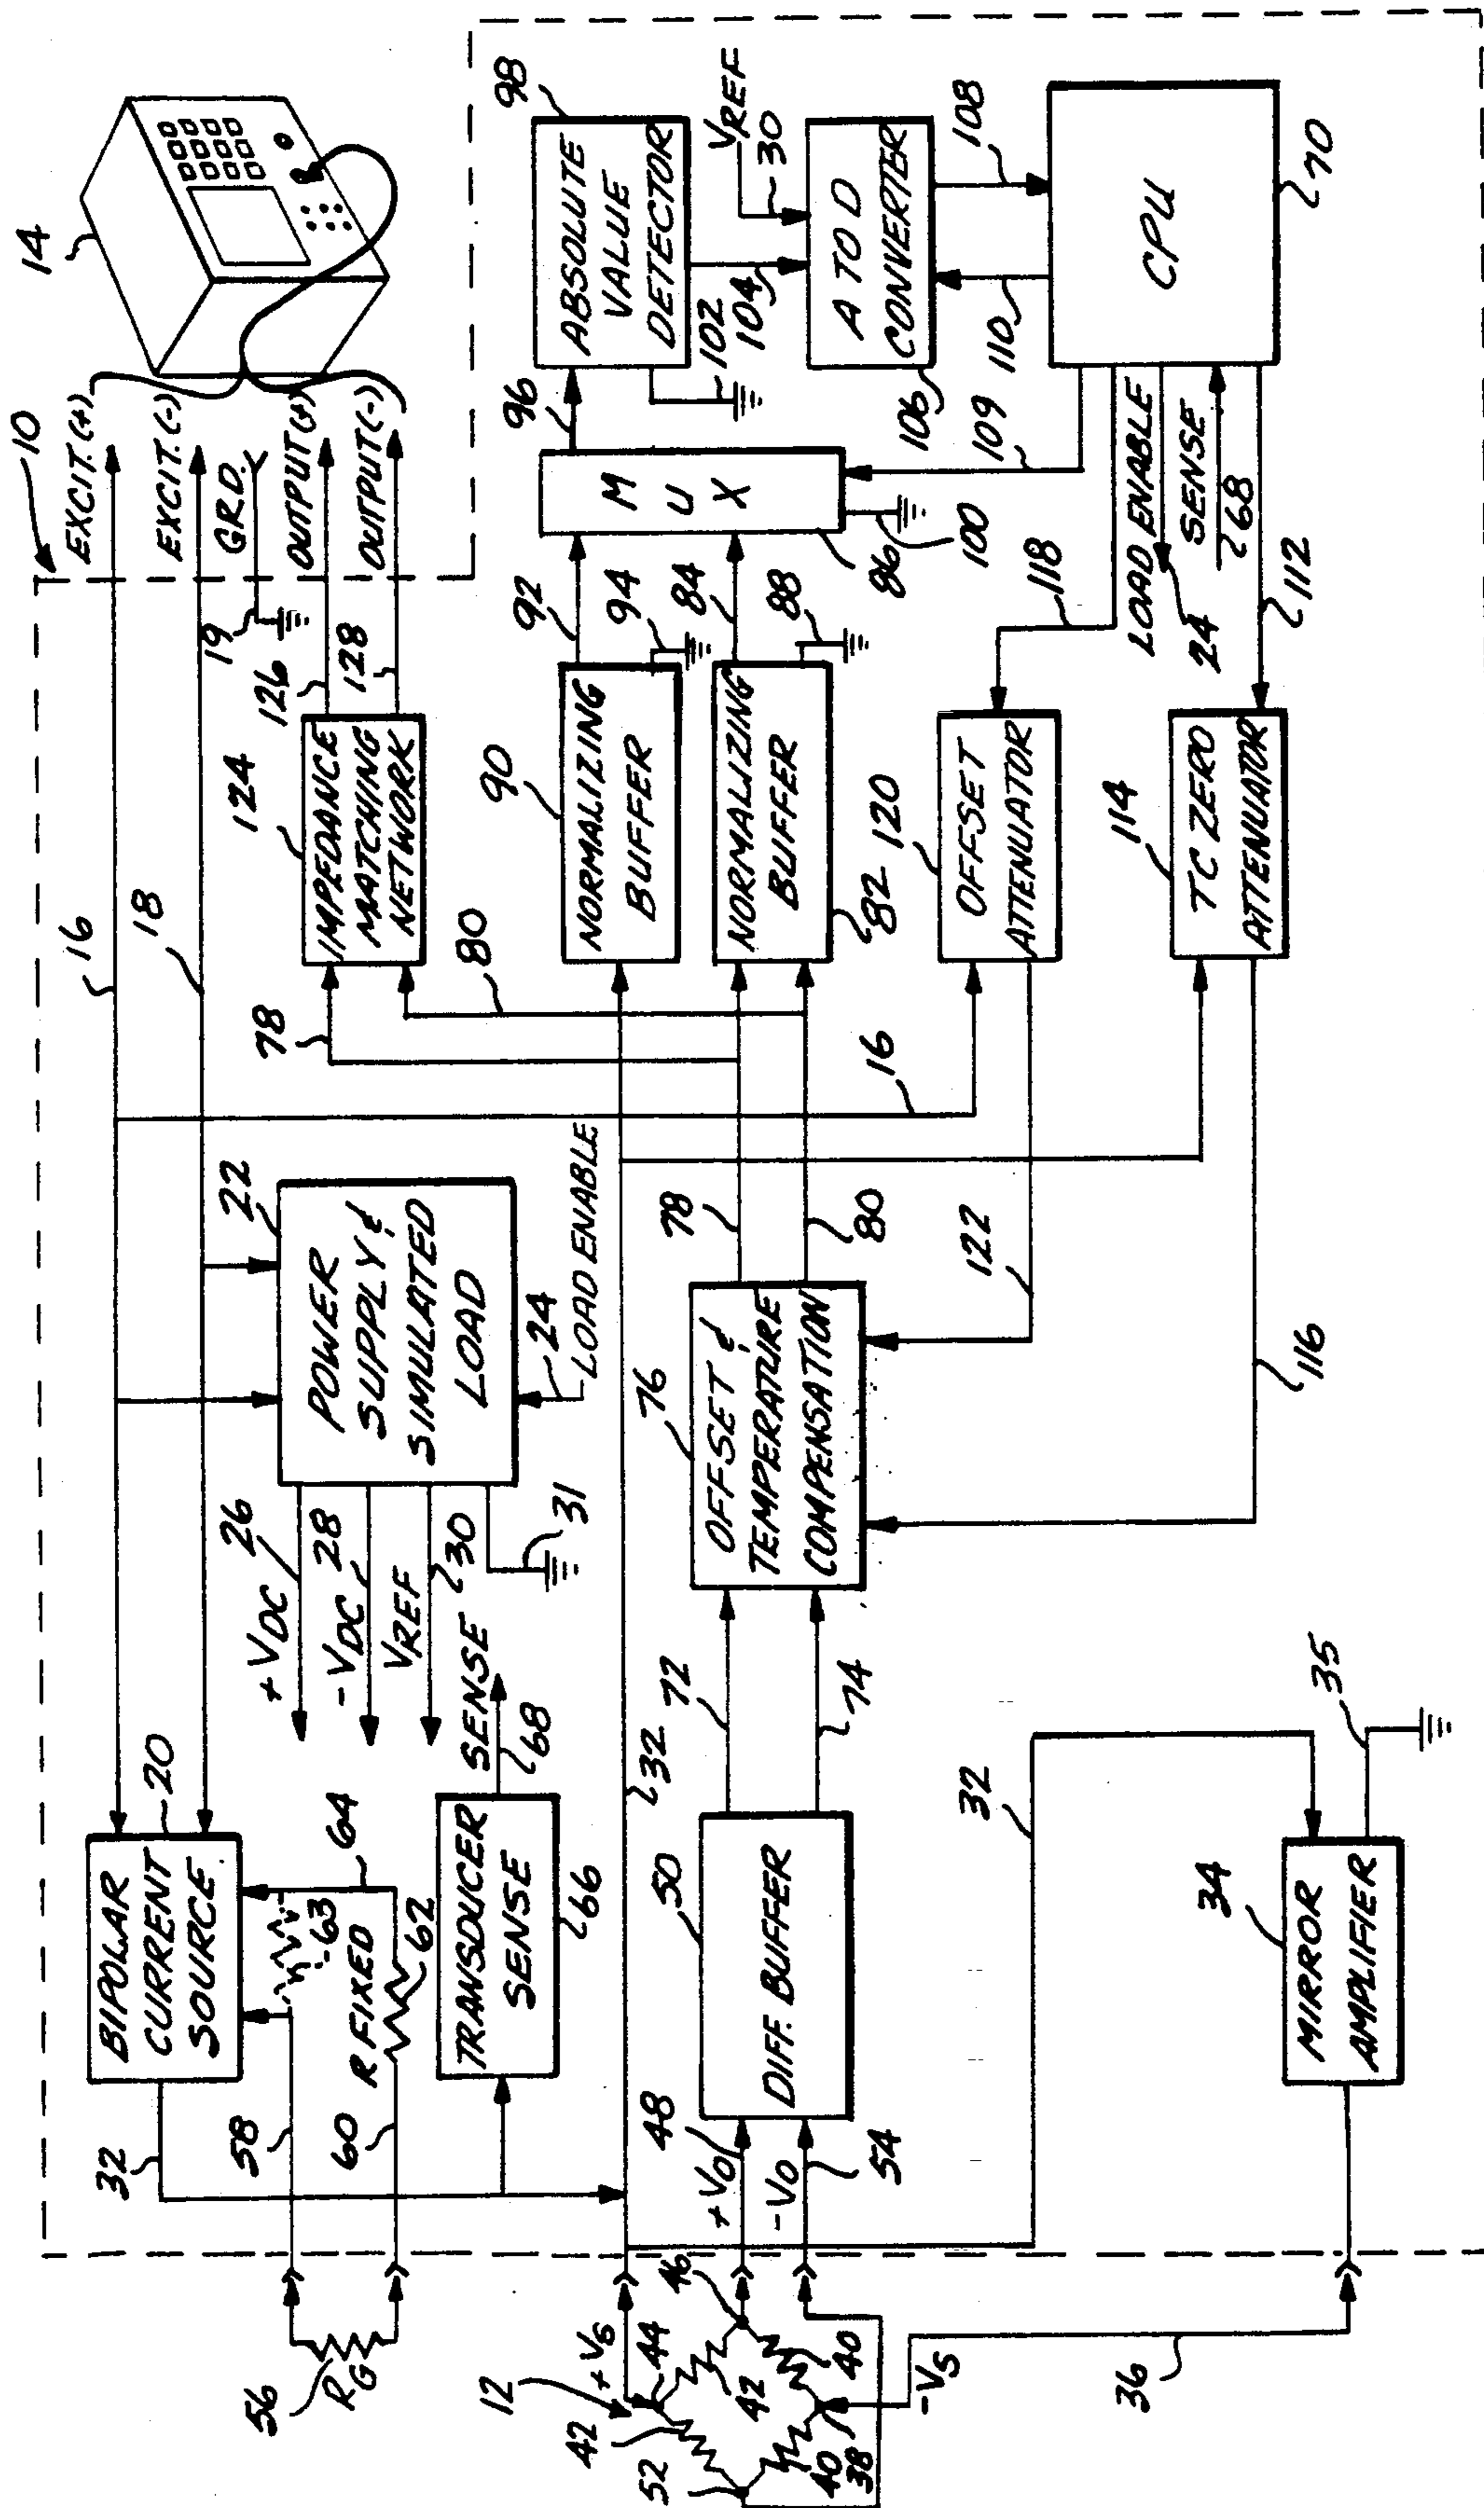 10
14
EXCIT.(+)
EXCIT.(-)
GRD.
19
OUTPUT(+)
OUTPUT(-)
16
18
126
128
124
IMPEDANCE
MATCHING
NETWORK
78
80
22
POWER
SUPPLY &
SIMULATED
LOAD
24
LOAD ENABLE
26
+VDC
28
-VDC
VREF
30
31
20
BIPOLAR
CURRENT
SOURCE
32
58
60
63
64
R FIXED
62
TRANSDUCER
SENSE
66
SENSE
68
56
RG
12
+VS
42
44
52
46
42
40
40
38
-VS
36
32
+VO
48
-VO
54
50
DIFF. BUFFER
72
74
76
OFFSET &
TEMPERATURE
COMPENSATION
78
80
122
116
16
90
NORMALIZING
BUFFER
92
94
NORMALIZING
BUFFER
82
84
88
MUX
86
100
96
98
ABSOLUTE
VALUE
DETECTOR
102
104
VREF
30
A TO D
CONVERTER
106
108
110
109
CPU
70
118
LOAD ENABLE
24
SENSE
68
112
120
OFFSET
ATTENUATOR
114
TC ZERO
ATTENUATOR
32
34
MIRROR
AMPLIFIER
35